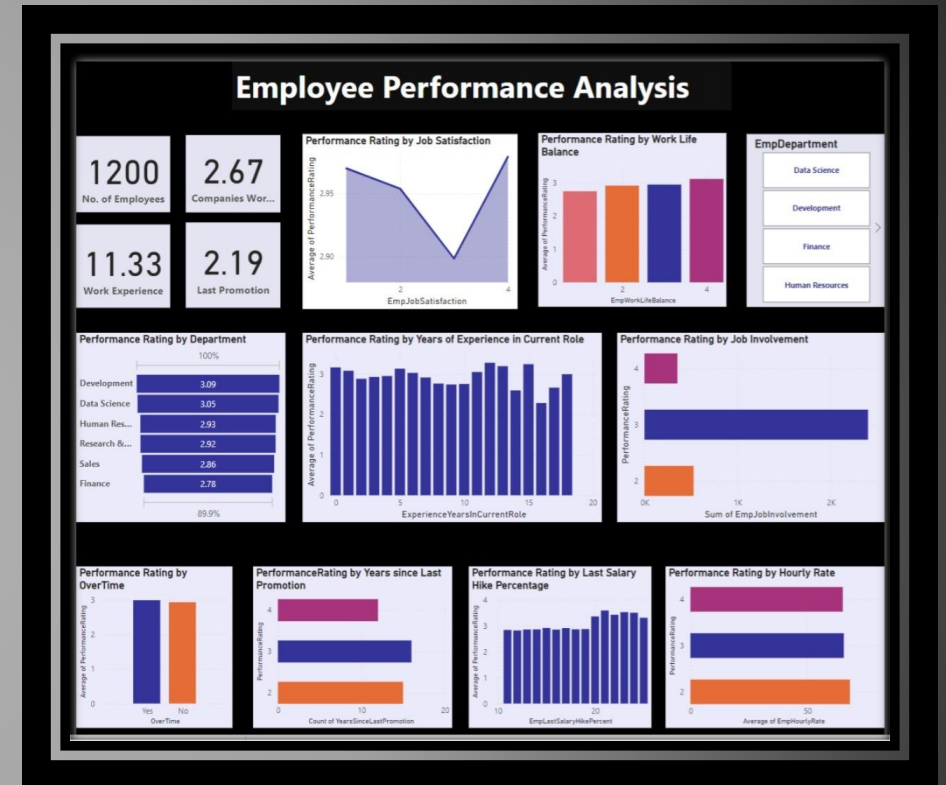 Employee Performance Analysis
1200
No. of Employees
2.67
Companies Wor...
11.33
Work Experience
2.19
Last Promotion
Performance Rating by Job Satisfaction
Average of PerformanceRating
2.95
2.90
2
4
EmpJobSatisfaction
Performance Rating by Work Life
Balance
Average of PerformanceRating
3
2
1
0
2
4
EmpWorkLifeBalance
EmpDepartment
Data Science
Development
Finance
Human Resources
Performance Rating by Department
100%
Development 3.09
Data Science 3.05
Human Res... 2.93
Research &... 2.92
Sales 2.86
Finance 2.78
89.9%
Performance Rating by Years of Experience in Current Role
Average of PerformanceRating
3
2
1
0
0 5 10 15 20
ExperienceYearsInCurrentRole
Performance Rating by Job Involvement
PerformanceRating
4
3
2
0K 1K 2K
Sum of EmpJobInvolvement
Performance Rating by
OverTime
Average of PerformanceRating
3
2
1
0
Yes No
OverTime
PerformanceRating by Years since Last
Promotion
PerformanceRating
4
3
2
0 10 20
Count of YearsSinceLastPromotion
Performance Rating by Last Salary
Hike Percentage
Average of PerformanceRating
4
3
2
1
0
10 20
EmpLastSalaryHikePercent
Performance Rating by Hourly Rate
PerformanceRating
4
3
2
0 50
Average of EmpHourlyRate